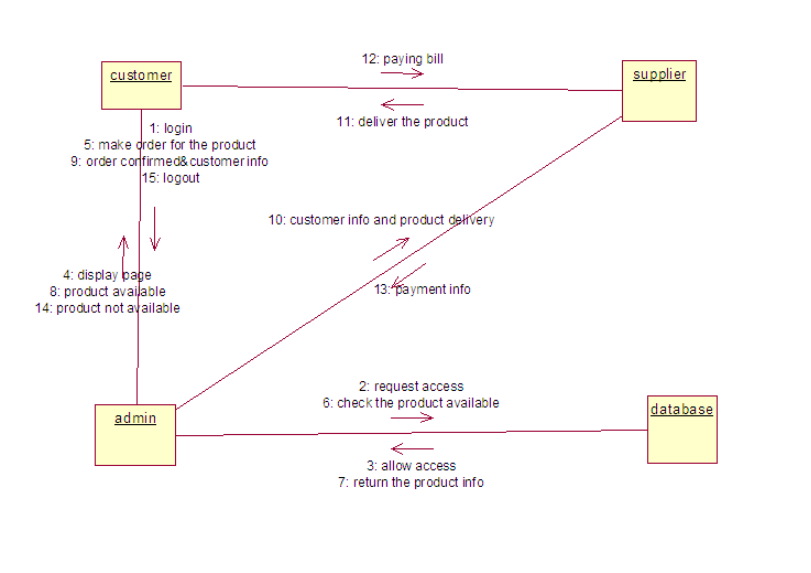 12: paying bill
customer
supplier
11: deliver the product
1: login
5: make order for the product
9: order confirmed&customer info
15: logout
10: customer info and product delivery
4: display page
8: product available
14: product not available
13: payment info
2: request access
6: check the product available
admin
database
3: allow access
7: return the product info